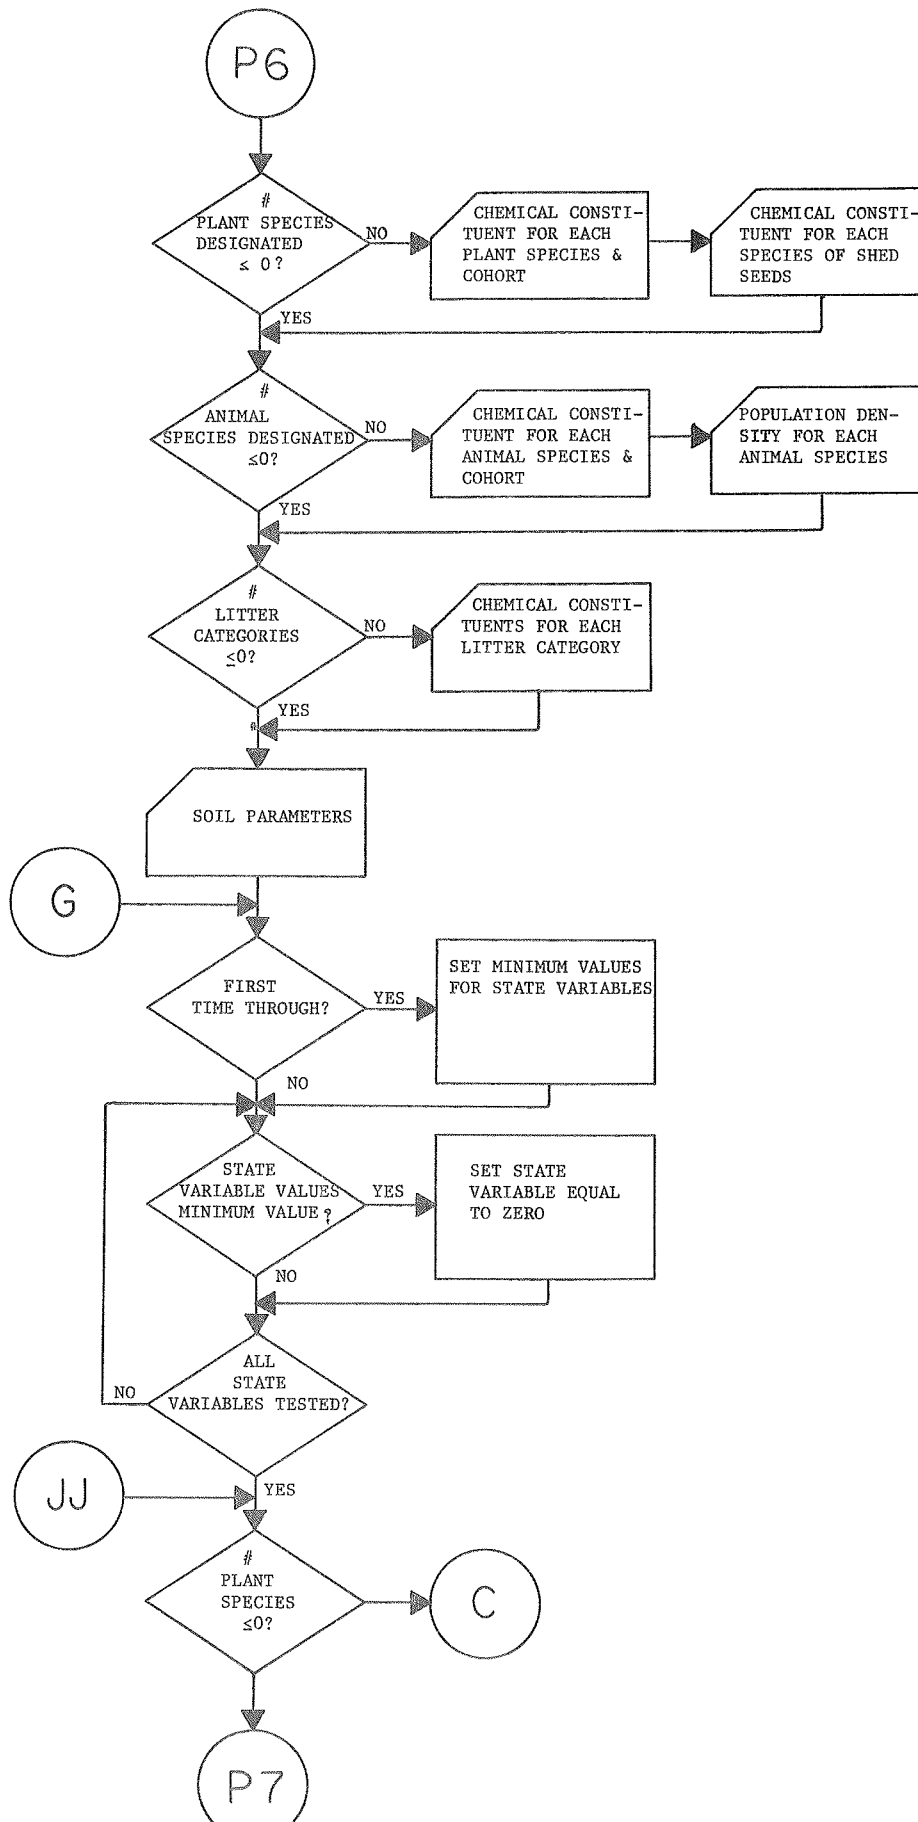 P6
#
PLANT SPECIES
DESIGNATED
≤ 0?
NO
CHEMICAL CONSTI-
TUENT FOR EACH
PLANT SPECIES &
COHORT
CHEMICAL CONSTI-
TUENT FOR EACH
SPECIES OF SHED
SEEDS
YES
#
ANIMAL
SPECIES DESIGNATED
≤0?
NO
CHEMICAL CONSTI-
TUENT FOR EACH
ANIMAL SPECIES &
COHORT
POPULATION DEN-
SITY FOR EACH
ANIMAL SPECIES
YES
#
LITTER
CATEGORIES
≤0?
NO
CHEMICAL CONSTI-
TUENTS FOR EACH
LITTER CATEGORY
YES
SOIL PARAMETERS
G
FIRST
TIME THROUGH?
YES
SET MINIMUM VALUES
FOR STATE VARIABLES
NO
STATE
VARIABLE VALUES
MINIMUM VALUE?
YES
SET STATE
VARIABLE EQUAL
TO ZERO
NO
ALL
STATE
VARIABLES TESTED?
NO
YES
JJ
#
PLANT
SPECIES
≤0?
C
P7